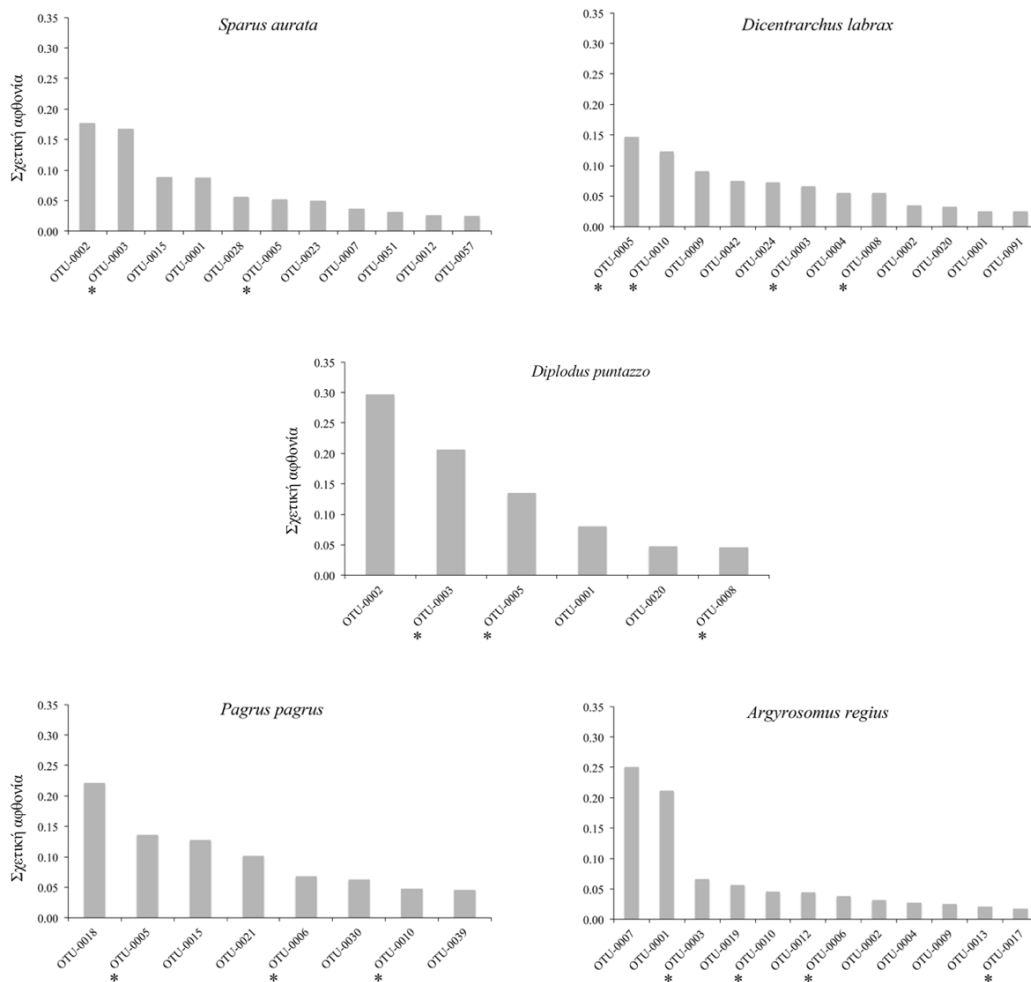 Sparus aurata
Σχετική αφθονία
0.35
0.30
0.25
0.20
0.15
0.10
0.05
0.00
OTU-0002
* OTU-0003
OTU-0015
OTU-0001
OTU-0028
* OTU-0005
OTU-0023
OTU-0007
OTU-0051
OTU-0012
OTU-0057
Dicentrarchus labrax
0.35
0.30
0.25
0.20
0.15
0.10
0.05
0.00
* OTU-0005
* OTU-0010
OTU-0009
OTU-0042
OTU-0024
* OTU-0003
OTU-0004
* OTU-0008
OTU-0002
OTU-0020
OTU-0001
OTU-0091
Diplodus puntazzo
Σχετική αφθονία
0.35
0.30
0.25
0.20
0.15
0.10
0.05
0.00
OTU-0002
* OTU-0003
* OTU-0005
OTU-0001
OTU-0020
* OTU-0008
Pagrus pagrus
Σχετική αφθονία
0.35
0.30
0.25
0.20
0.15
0.10
0.05
0.00
OTU-0018
* OTU-0005
OTU-0015
OTU-0021
* OTU-0006
OTU-0030
* OTU-0010
OTU-0039
Argyrosomus regius
0.35
0.30
0.25
0.20
0.15
0.10
0.05
0.00
OTU-0007
OTU-0001
* OTU-0003
OTU-0019
* OTU-0010
OTU-0012
* OTU-0006
OTU-0002
OTU-0004
OTU-0009
OTU-0013
* OTU-0017